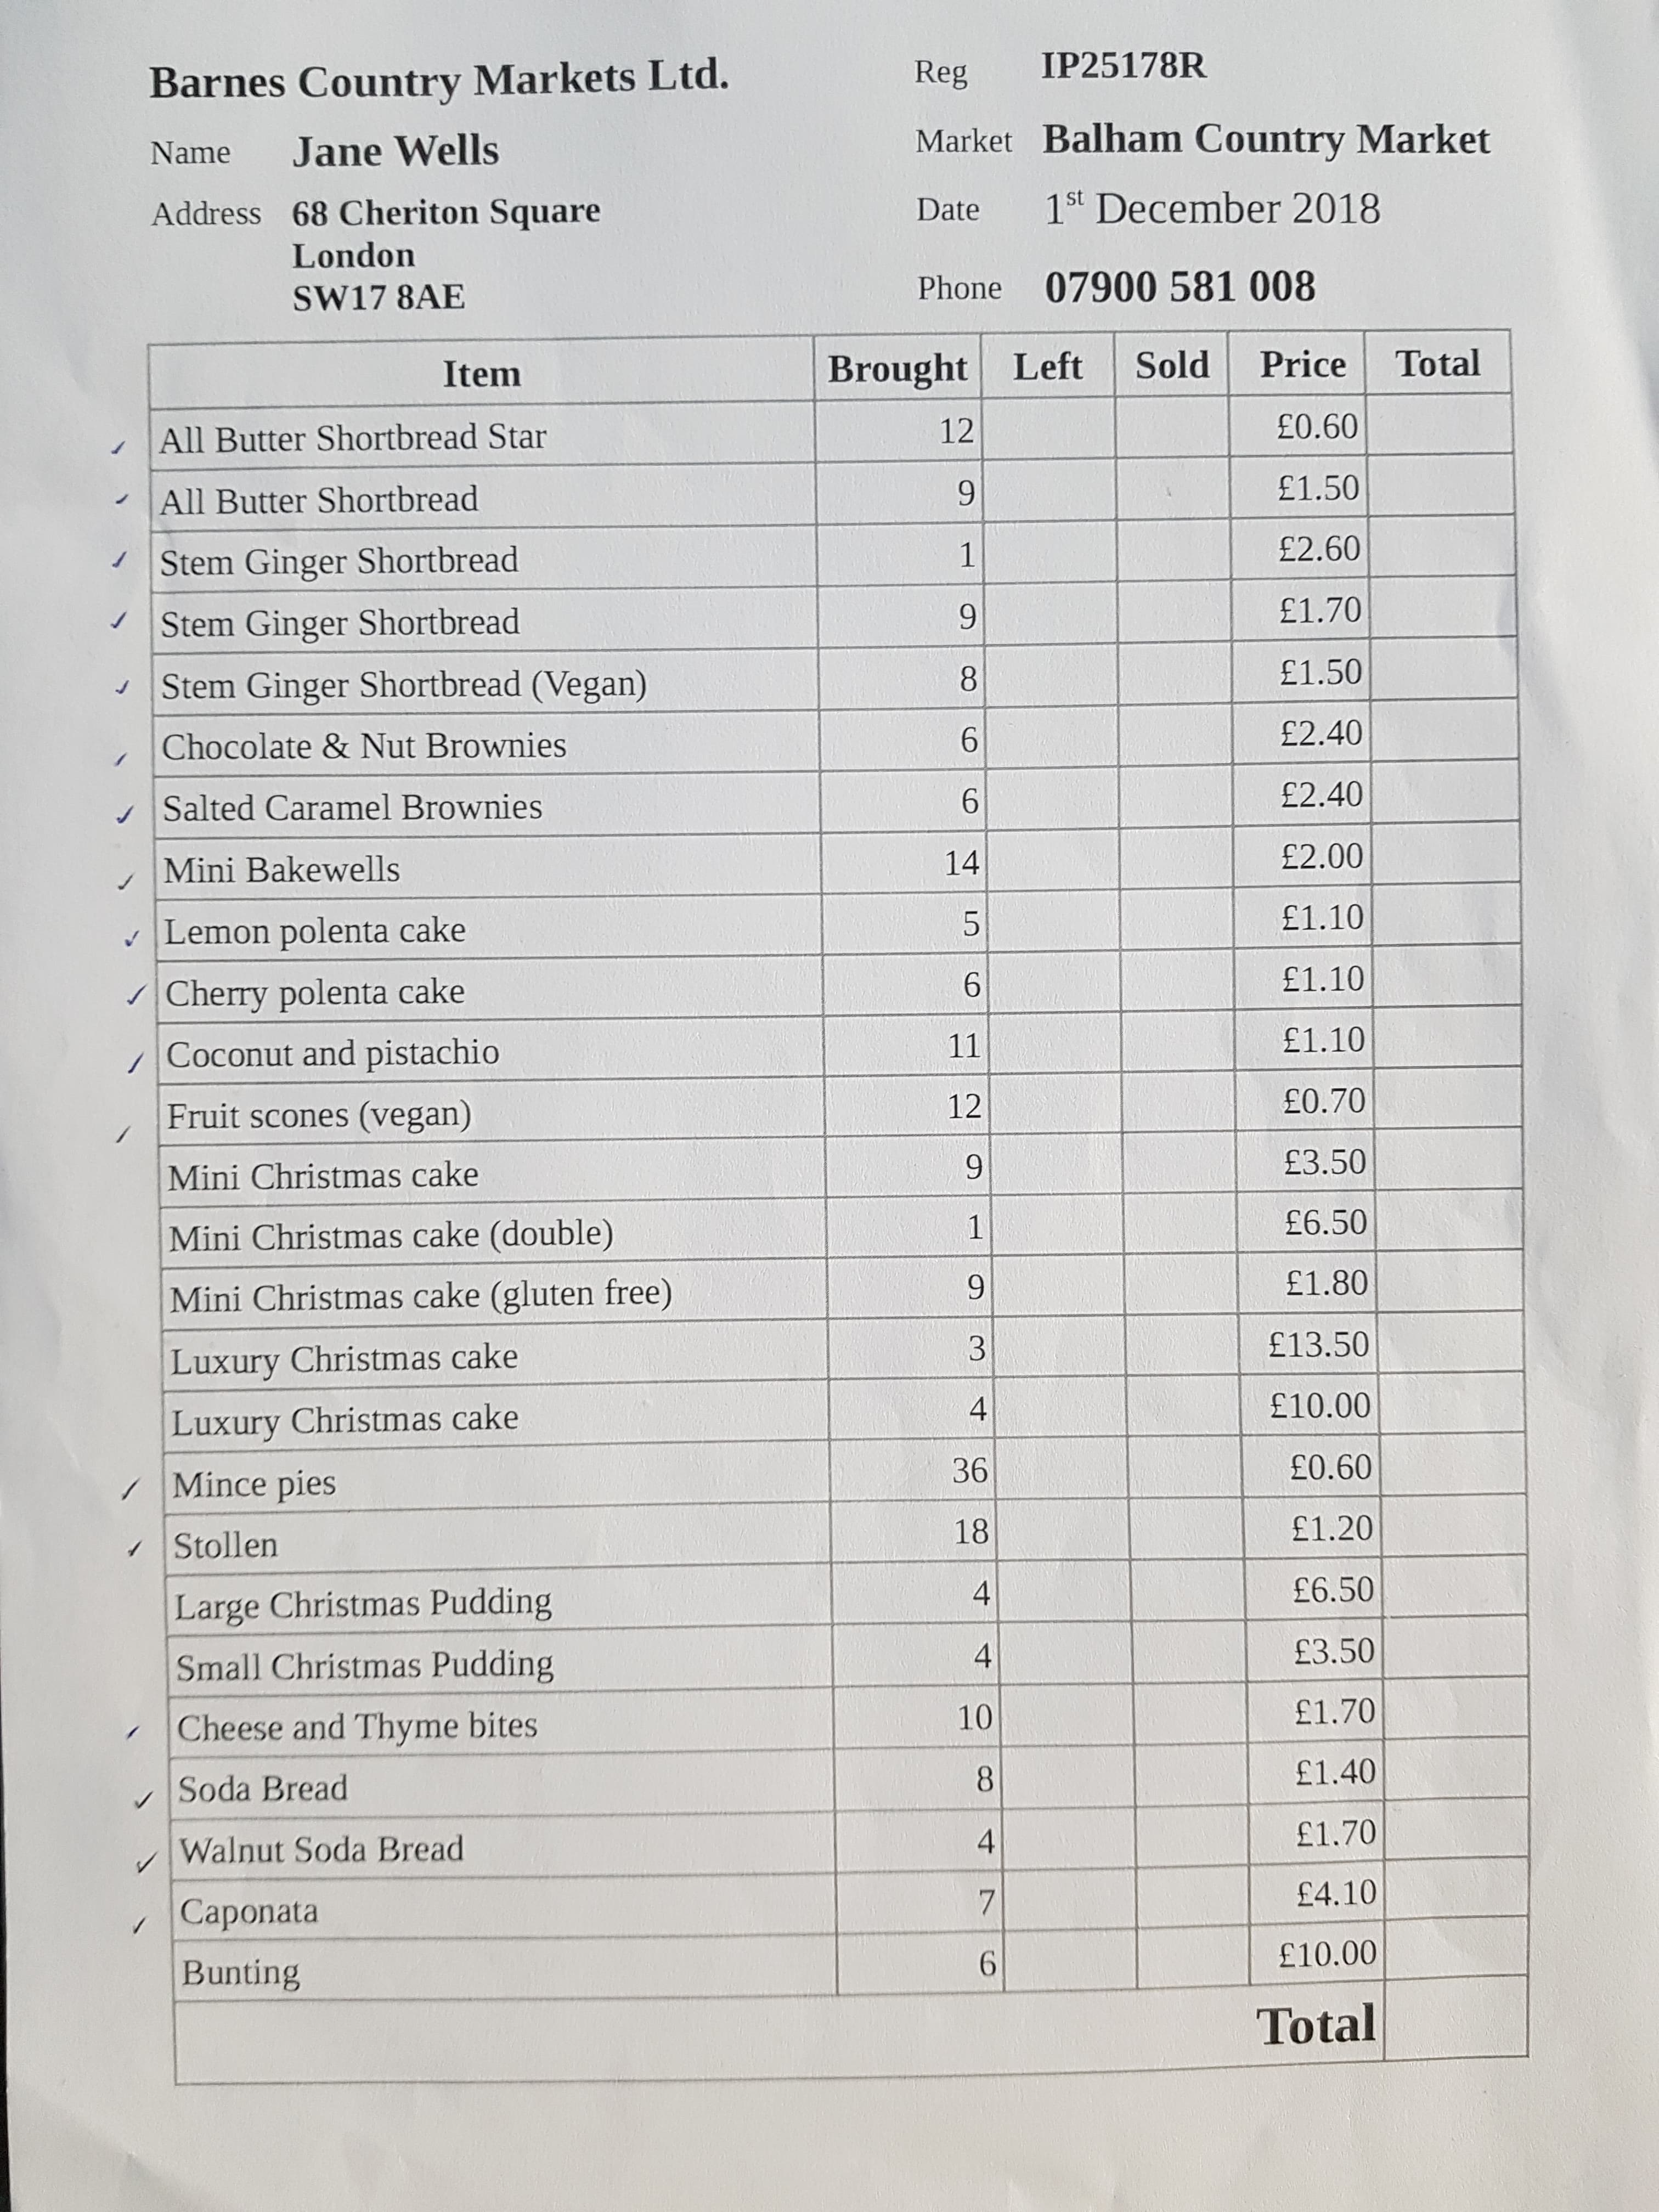 Barnes Country Markets Ltd. Reg IP25178R
Name Jane Wells Market Balham Country Market
Address 68 Cheriton Square Date 1st December 2018
London
SW17 8AE Phone 07900 581 008
Item Brought Left Sold Price Total
✓ All Butter Shortbread Star 12 £0.60
✓ All Butter Shortbread 9 £1.50
✓ Stem Ginger Shortbread 1 £2.60
✓ Stem Ginger Shortbread 9 £1.70
✓ Stem Ginger Shortbread (Vegan) 8 £1.50
✓ Chocolate & Nut Brownies 6 £2.40
✓ Salted Caramel Brownies 6 £2.40
✓ Mini Bakewells 14 £2.00
✓ Lemon polenta cake 5 £1.10
✓ Cherry polenta cake 6 £1.10
✓ Coconut and pistachio 11 £1.10
✓ Fruit scones (vegan) 12 £0.70
Mini Christmas cake 9 £3.50
Mini Christmas cake (double) 1 £6.50
Mini Christmas cake (gluten free) 9 £1.80
Luxury Christmas cake 3 £13.50
Luxury Christmas cake 4 £10.00
✓ Mince pies 36 £0.60
✓ Stollen 18 £1.20
Large Christmas Pudding 4 £6.50
Small Christmas Pudding 4 £3.50
✓ Cheese and Thyme bites 10 £1.70
✓ Soda Bread 8 £1.40
✓ Walnut Soda Bread 4 £1.70
✓ Caponata 7 £4.10
Bunting 6 £10.00
Total